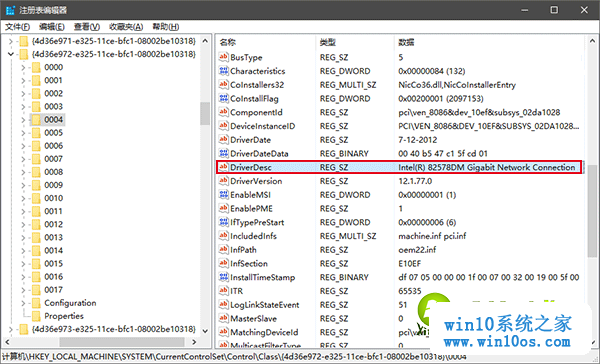 注册表编辑器
文件(F) 编辑(E) 查看(V) 收藏夹(A) 帮助(H)
{4d36e971-e325-11ce-bfc1-08002be10318}
{4d36e972-e325-11ce-bfc1-08002be10318}
0000
0001
0002
0003
0004
0005
0006
0007
0008
0009
0010
0011
0012
0013
0014
0015
0016
0017
Configuration
Properties
{4d36e973-e325-11ce-bfc1-08002be10318}
名称 类型 数据
BusType REG_SZ 5
Characteristics REG_DWORD 0x00000084 (132)
CoInstallers32 REG_MULTI_SZ NicCo36.dll,NicCoInstallerEntry
CoInstallFlag REG_DWORD 0x00200001 (2097153)
ComponentId REG_SZ pci\ven_8086&dev_10ef&subsys_02da1028
DeviceInstanceID REG_SZ PCI\VEN_8086&DEV_10EF&SUBSYS_02DA1028
DriverDate REG_SZ 7-12-2012
DriverDateData REG_BINARY 00 40 b5 47 c1 5f cd 01
DriverDesc REG_SZ Intel(R) 82578DM Gigabit Network Connection
DriverVersion REG_SZ 12.1.77.0
EnableMSI REG_DWORD 0x00000001 (1)
EnablePME REG_SZ 1
IfTypePreStart REG_DWORD 0x00000006 (6)
IncludedInfs REG_MULTI_SZ machine.inf pci.inf
InfPath REG_SZ oem22.inf
InfSection REG_SZ E10EF
InstallTimeStamp REG_BINARY df 07 05 00 00 00 1f 00 07 00 32 00 19 00 5f 00
ITR REG_SZ 65535
LogLinkStateEvent REG_SZ 51
MasterSlave REG_SZ 0
MatchingDeviceId REG_SZ
MulticastFilterType REG_SZ
win10系统之家
www.win10os.com
计算机\HKEY_LOCAL_MACHINE\SYSTEM\CurrentControlSet\Control\Class\{4d36e972-e325-11ce-bfc1-08002be10318}\0004